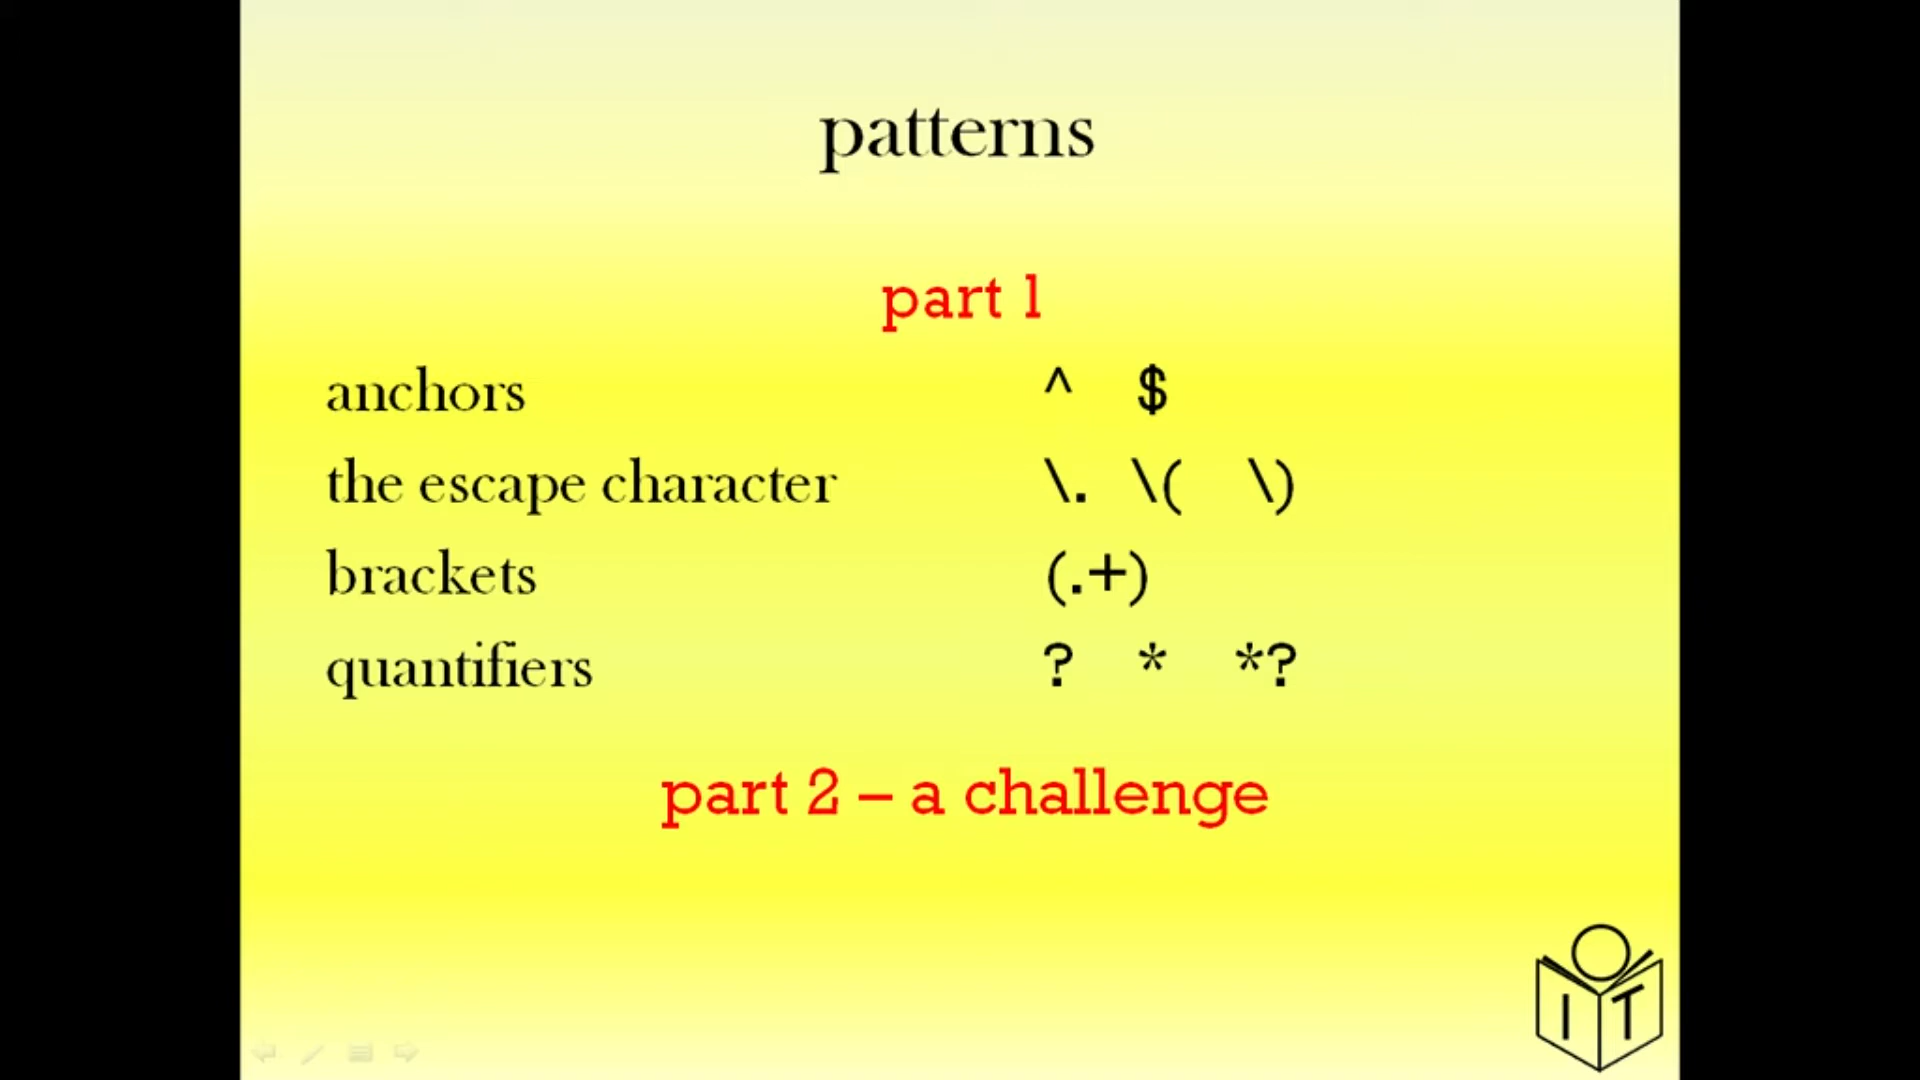 patterns
part 1
anchors ^ $
the escape character \. \( \)
brackets (.+)
quantifiers ? * *?
part 2 – a challenge
I T